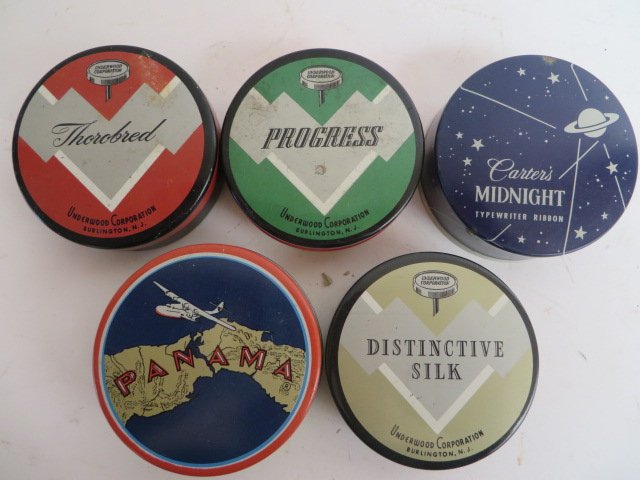 UNDERWOOD CORPORATION
Thorobred
UNDERWOOD CORPORATION
BURLINGTON, N.J.
UNDERWOOD CORPORATION
PROGRESS
UNDERWOOD CORPORATION
BURLINGTON, N.J.
Carter's
MIDNIGHT
TYPEWRITER RIBBON
PANAMA
UNDERWOOD CORPORATION
DISTINCTIVE
SILK
UNDERWOOD CORPORATION
BURLINGTON, N.J.